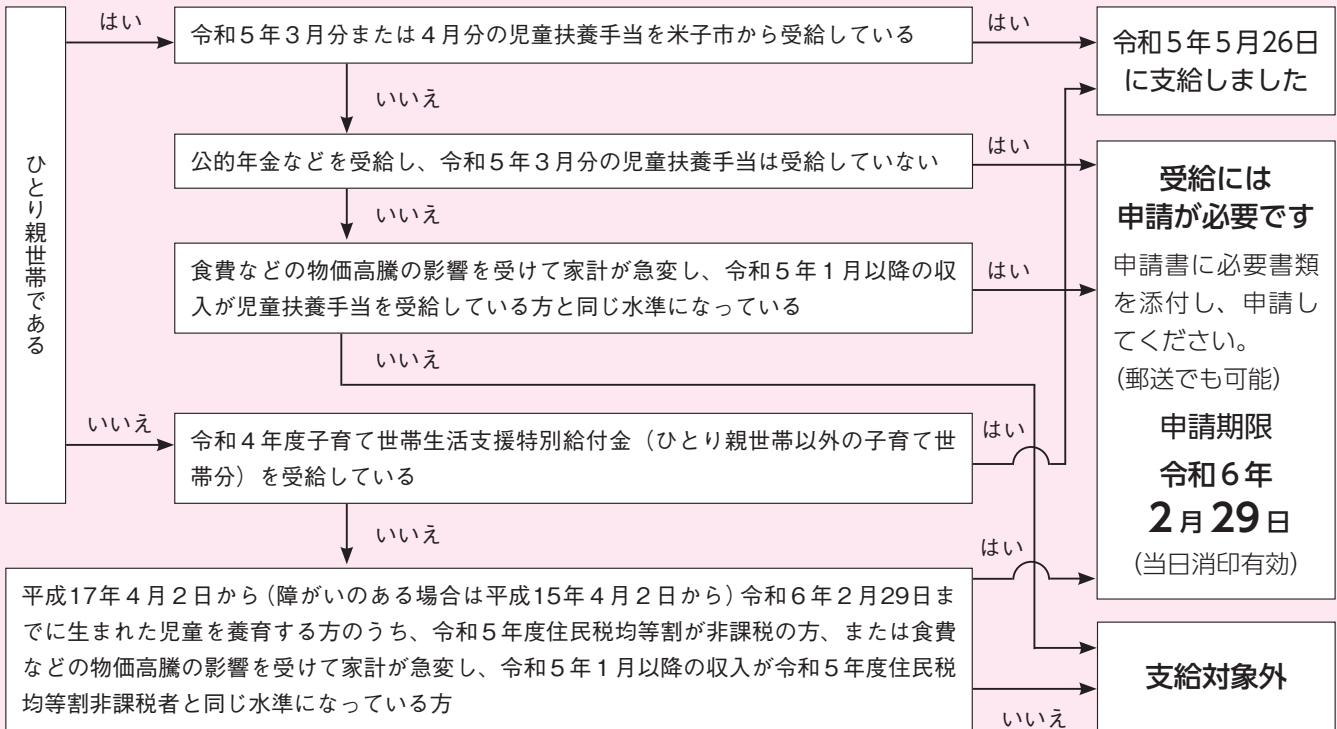 ひとり親世帯である
はい
令和５年３月分または４月分の児童扶養手当を米子市から受給している
はい
令和５年５月26日
に支給しました
いいえ
公的年金などを受給し、令和５年３月分の児童扶養手当は受給していない
はい
いいえ
食費などの物価高騰の影響を受けて家計が急変し、令和５年１月以降の収
入が児童扶養手当を受給している方と同じ水準になっている
はい
いいえ
受給には
申請が必要です
申請書に必要書類
を添付し、申請し
てください。
（郵送でも可能）
申請期限
令和６年
２月29日
（当日消印有効）
いいえ
令和４年度子育て世帯生活支援特別給付金（ひとり親世帯以外の子育て世
帯分）を受給している
はい
いいえ
平成17年４月２日から（障がいのある場合は平成15年４月２日から）令和６年２月29日ま
でに生まれた児童を養育する方のうち、令和５年度住民税均等割が非課税の方、または食費
などの物価高騰の影響を受けて家計が急変し、令和５年１月以降の収入が令和５年度住民税
均等割非課税者と同じ水準になっている方
はい
いいえ
支給対象外